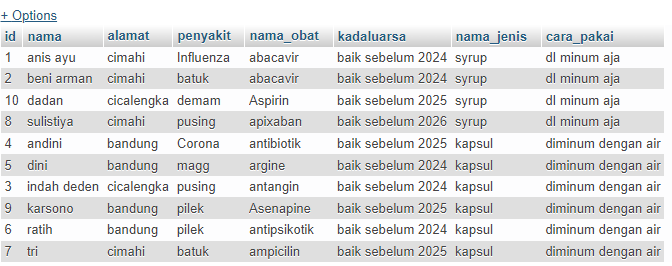 + Options
id nama alamat penyakit nama_obat kadaluarsa nama_jenis cara_pakai
1 anis ayu cimahi Influenza abacavir baik sebelum 2024 syrup dl minum aja
2 beni arman cimahi batuk abacavir baik sebelum 2024 syrup dl minum aja
10 dadan cicalengka demam Aspirin baik sebelum 2025 syrup dl minum aja
8 sulistiya cimahi pusing apixaban baik sebelum 2026 syrup dl minum aja
4 andini bandung Corona antibiotik baik sebelum 2025 kapsul diminum dengan air
5 dini bandung magg argine baik sebelum 2024 kapsul diminum dengan air
3 indah deden cicalengka pusing antangin baik sebelum 2024 kapsul diminum dengan air
9 karsono bandung pilek Asenapine baik sebelum 2025 kapsul diminum dengan air
6 ratih bandung pilek antipsikotik baik sebelum 2024 kapsul diminum dengan air
7 tri cimahi batuk ampicilin baik sebelum 2025 kapsul diminum dengan air